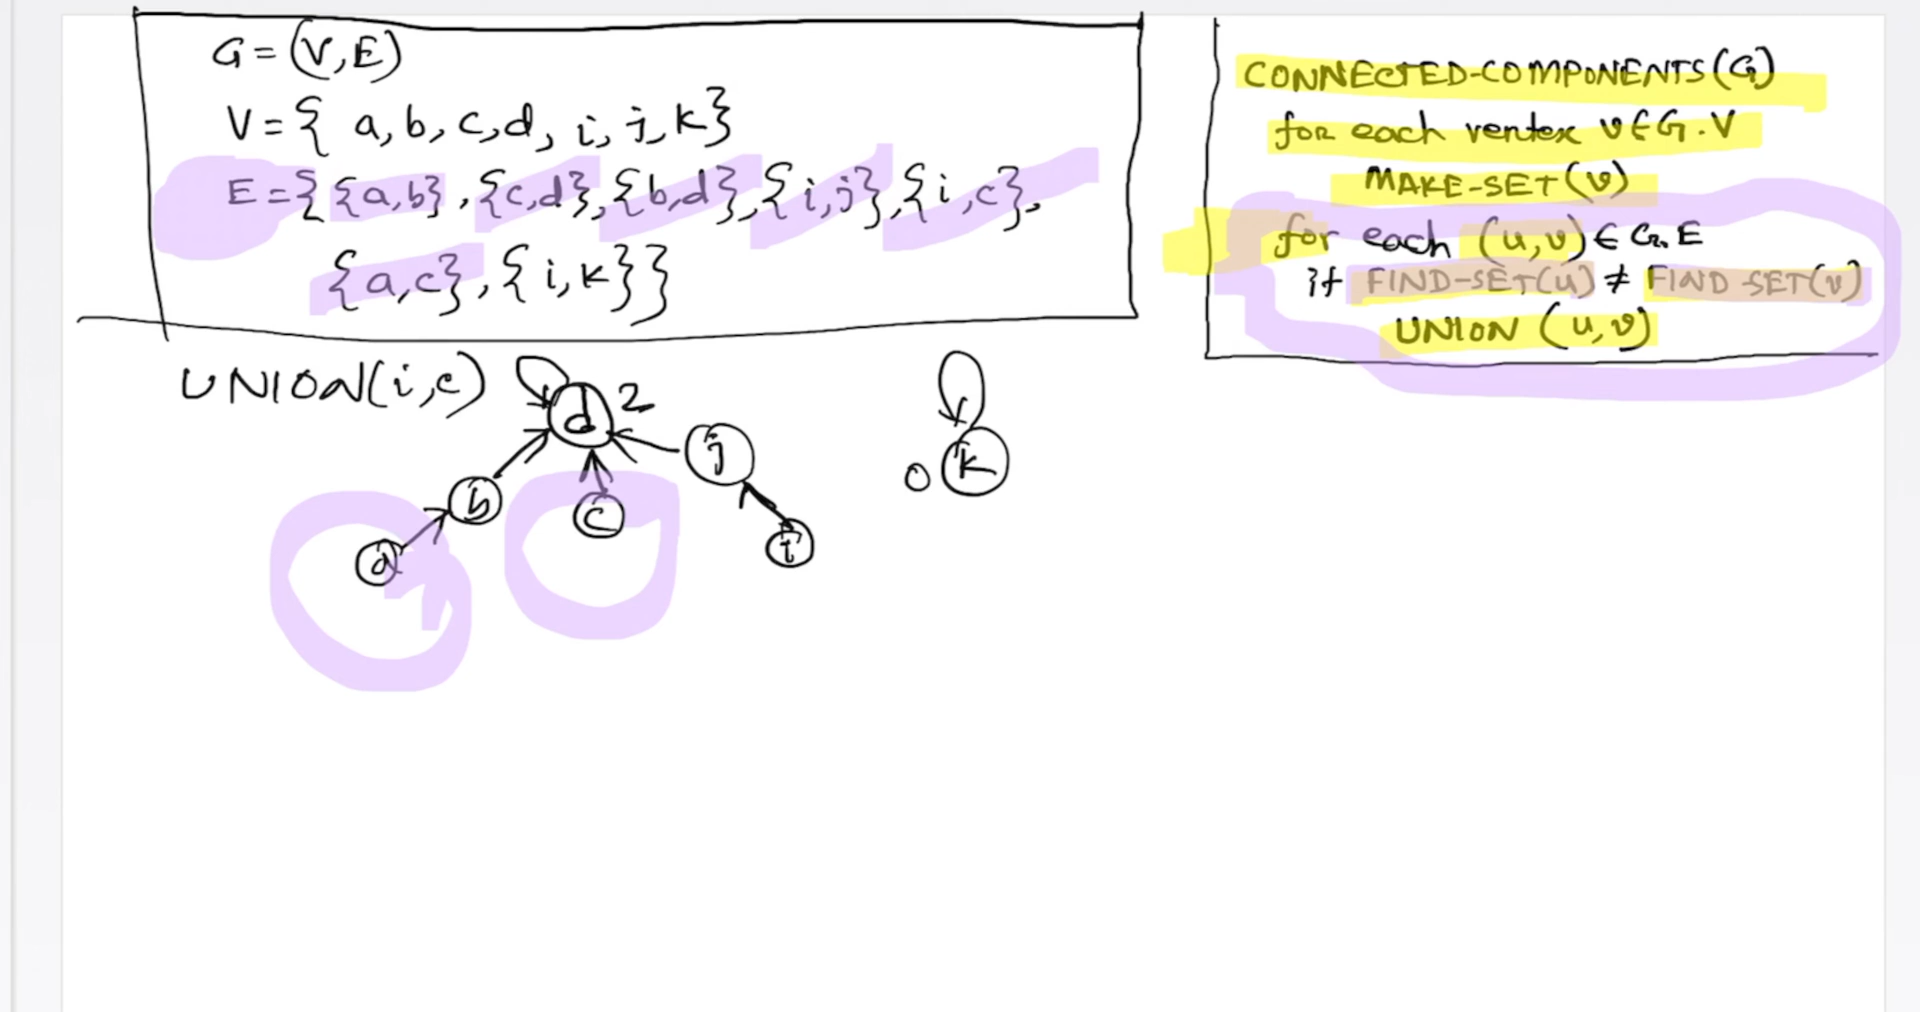 G = (V,E)
V = { a,b,c,d, i, j, k}
E = { {a,b}, {c,d}, {b,d}, {i,j}, {i,c},
{a,c}, {i,k}}
CONNECTED-COMPONENTS(G)
for each vertex v∈G.V
MAKE-SET(v)
for each (u,v) ∈ G.E
if FIND-SET(u) ≠ FIND-SET(v)
UNION (u,v)
UNION(i,c)
d 2
j
k
0
b
c
a
i